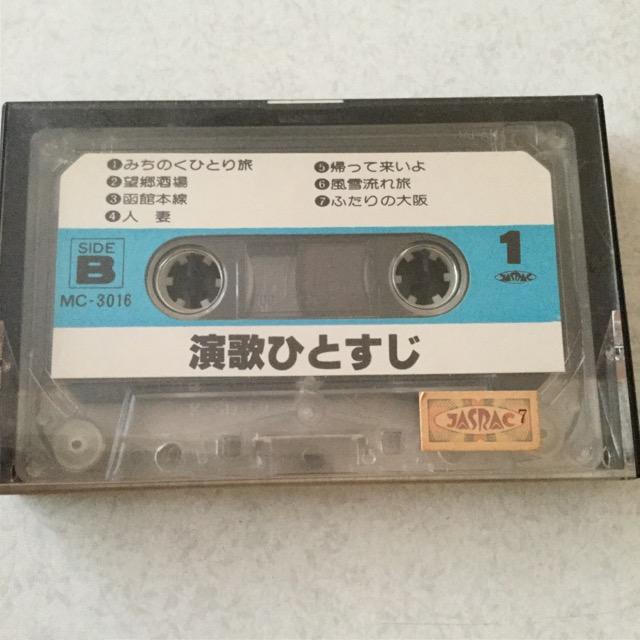 ❶みちのくひとり旅
❷望郷酒場
❸函館本線
❹人 妻
❺帰って来いよ
❻風雪流れ旅
❼ふたりの大阪
SIDE
B
MC-3016
1
JASRAC
演歌ひとすじ
JASRAC 7